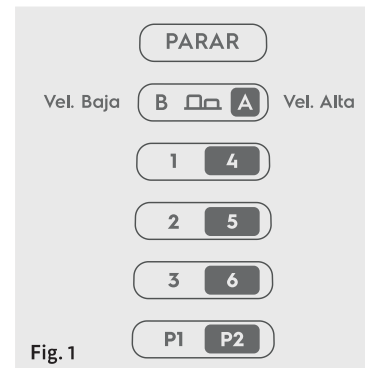 PARAR
Vel. Baja B A Vel. Alta
1 4
2 5
3 6
P1 P2
Fig. 1